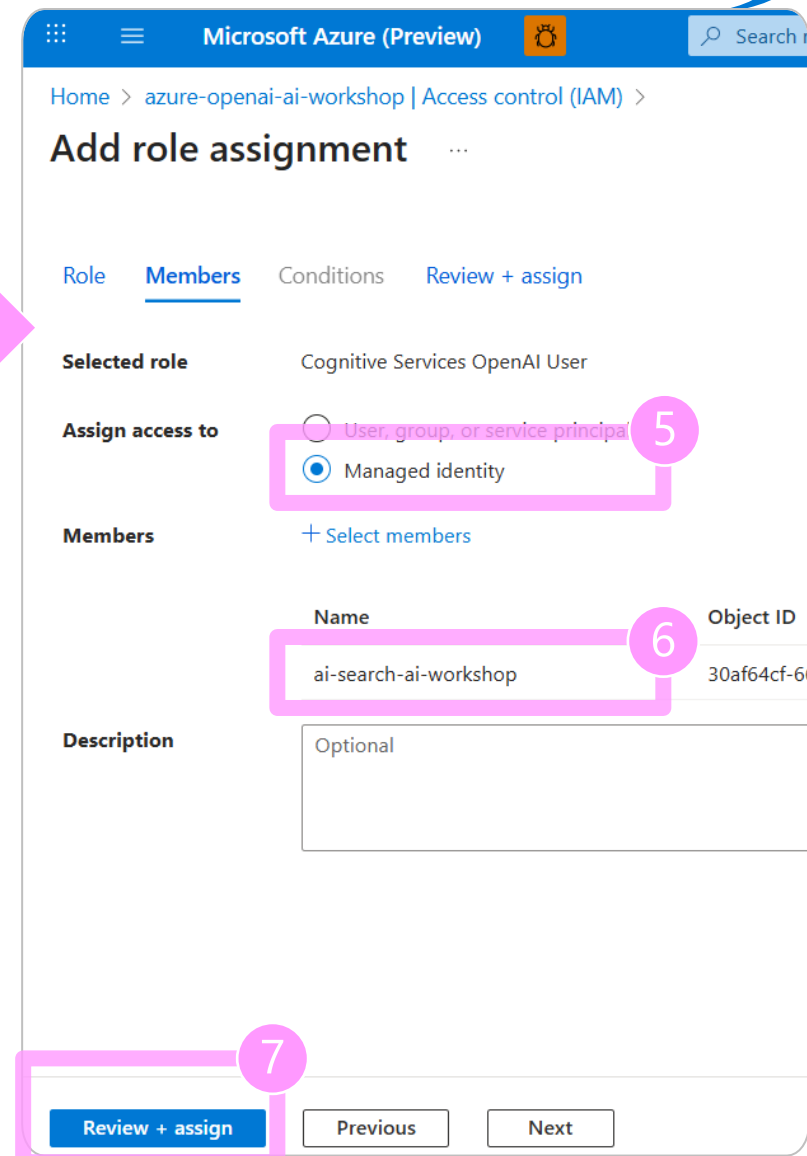 Microsoft Azure (Preview) Search
Home > azure-openai-ai-workshop | Access control (IAM) >
Add role assignment ...
Role Members Conditions Review + assign
Selected role Cognitive Services OpenAI User
Assign access to User, group, or service principal
5
Managed identity
Members + Select members
Name Object ID
6
ai-search-ai-workshop 30af64cf-6
Description Optional
7
Review + assign Previous Next